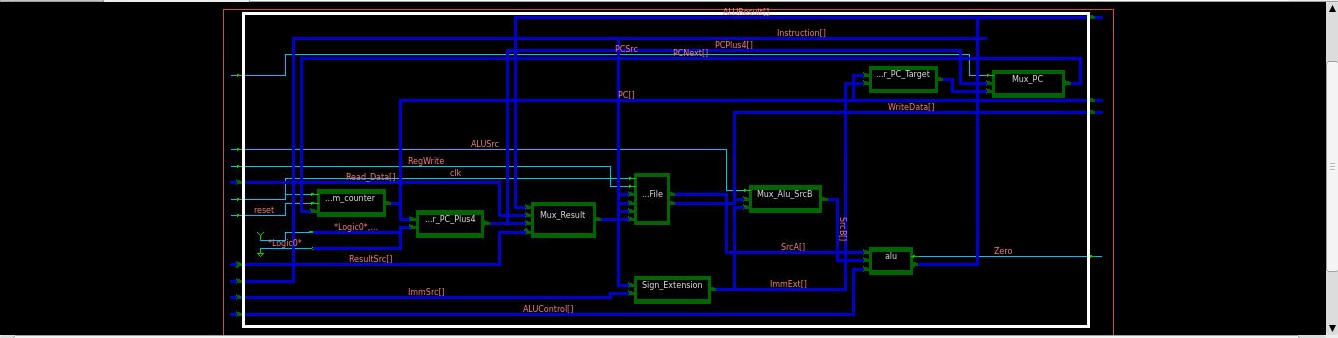 ALUResult[]
Instruction[]
PCPlus4[]
PCSrc
PCNext[]
...r_PC_Target
Mux_PC
PC[]
WriteData[]
ALUSrc
RegWrite
clk
Read_Data[]
...m_counter
...File
Mux_Alu_SrcB
reset
...r_PC_Plus4
Mux_Result
*Logic0*,...
SrcB[]
*Logic0*
SrcA[]
Zero
alu
ResultSrc[]
Sign_Extension
ImmExt[]
ImmSrc[]
ALUControl[]